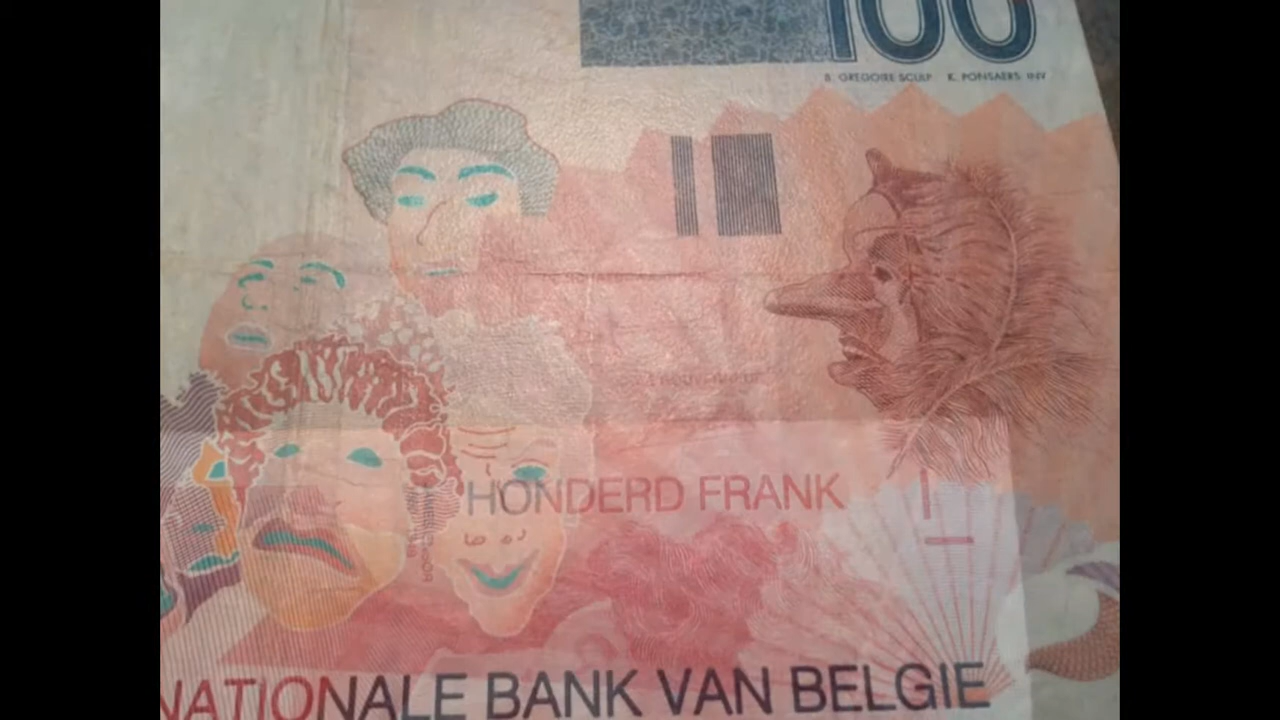 100
B. GREGOIRE SCULP K. PONSAERS INV
HONDERD FRANK
NATIONALE BANK VAN BELGIE